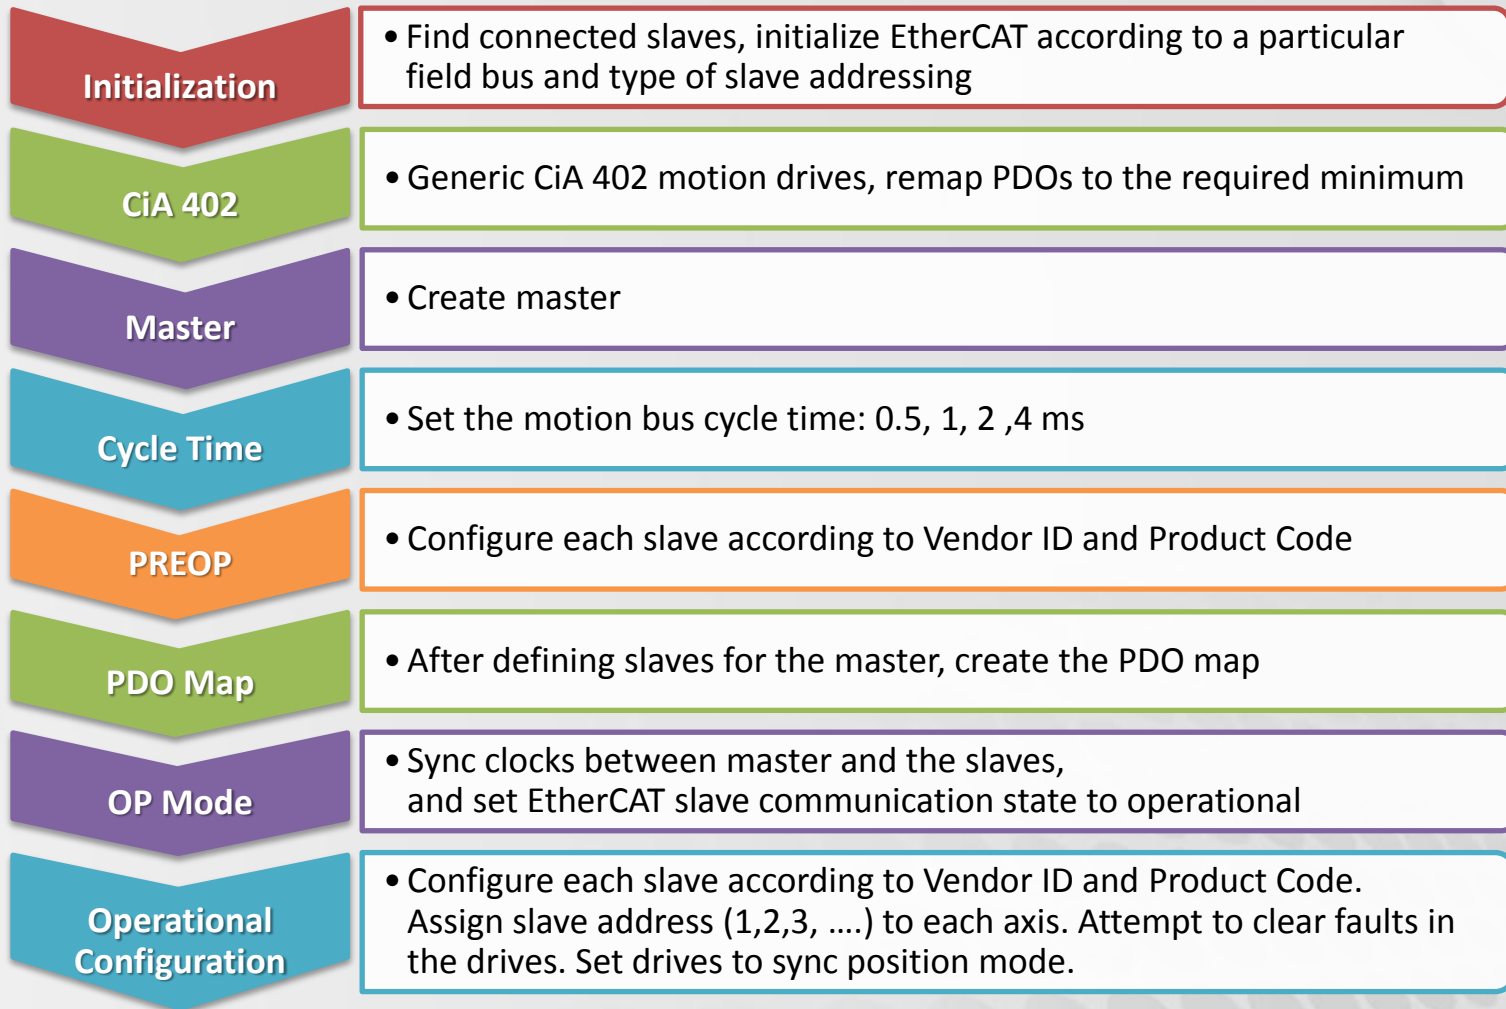 Initialization
• Find connected slaves, initialize EtherCAT according to a particular
field bus and type of slave addressing
CiA 402
• Generic CiA 402 motion drives, remap PDOs to the required minimum
Master
• Create master
Cycle Time
• Set the motion bus cycle time: 0.5, 1, 2 ,4 ms
PREOP
• Configure each slave according to Vendor ID and Product Code
PDO Map
• After defining slaves for the master, create the PDO map
OP Mode
• Sync clocks between master and the slaves,
and set EtherCAT slave communication state to operational
Operational
Configuration
• Configure each slave according to Vendor ID and Product Code.
Assign slave address (1,2,3, ....) to each axis. Attempt to clear faults in
the drives. Set drives to sync position mode.